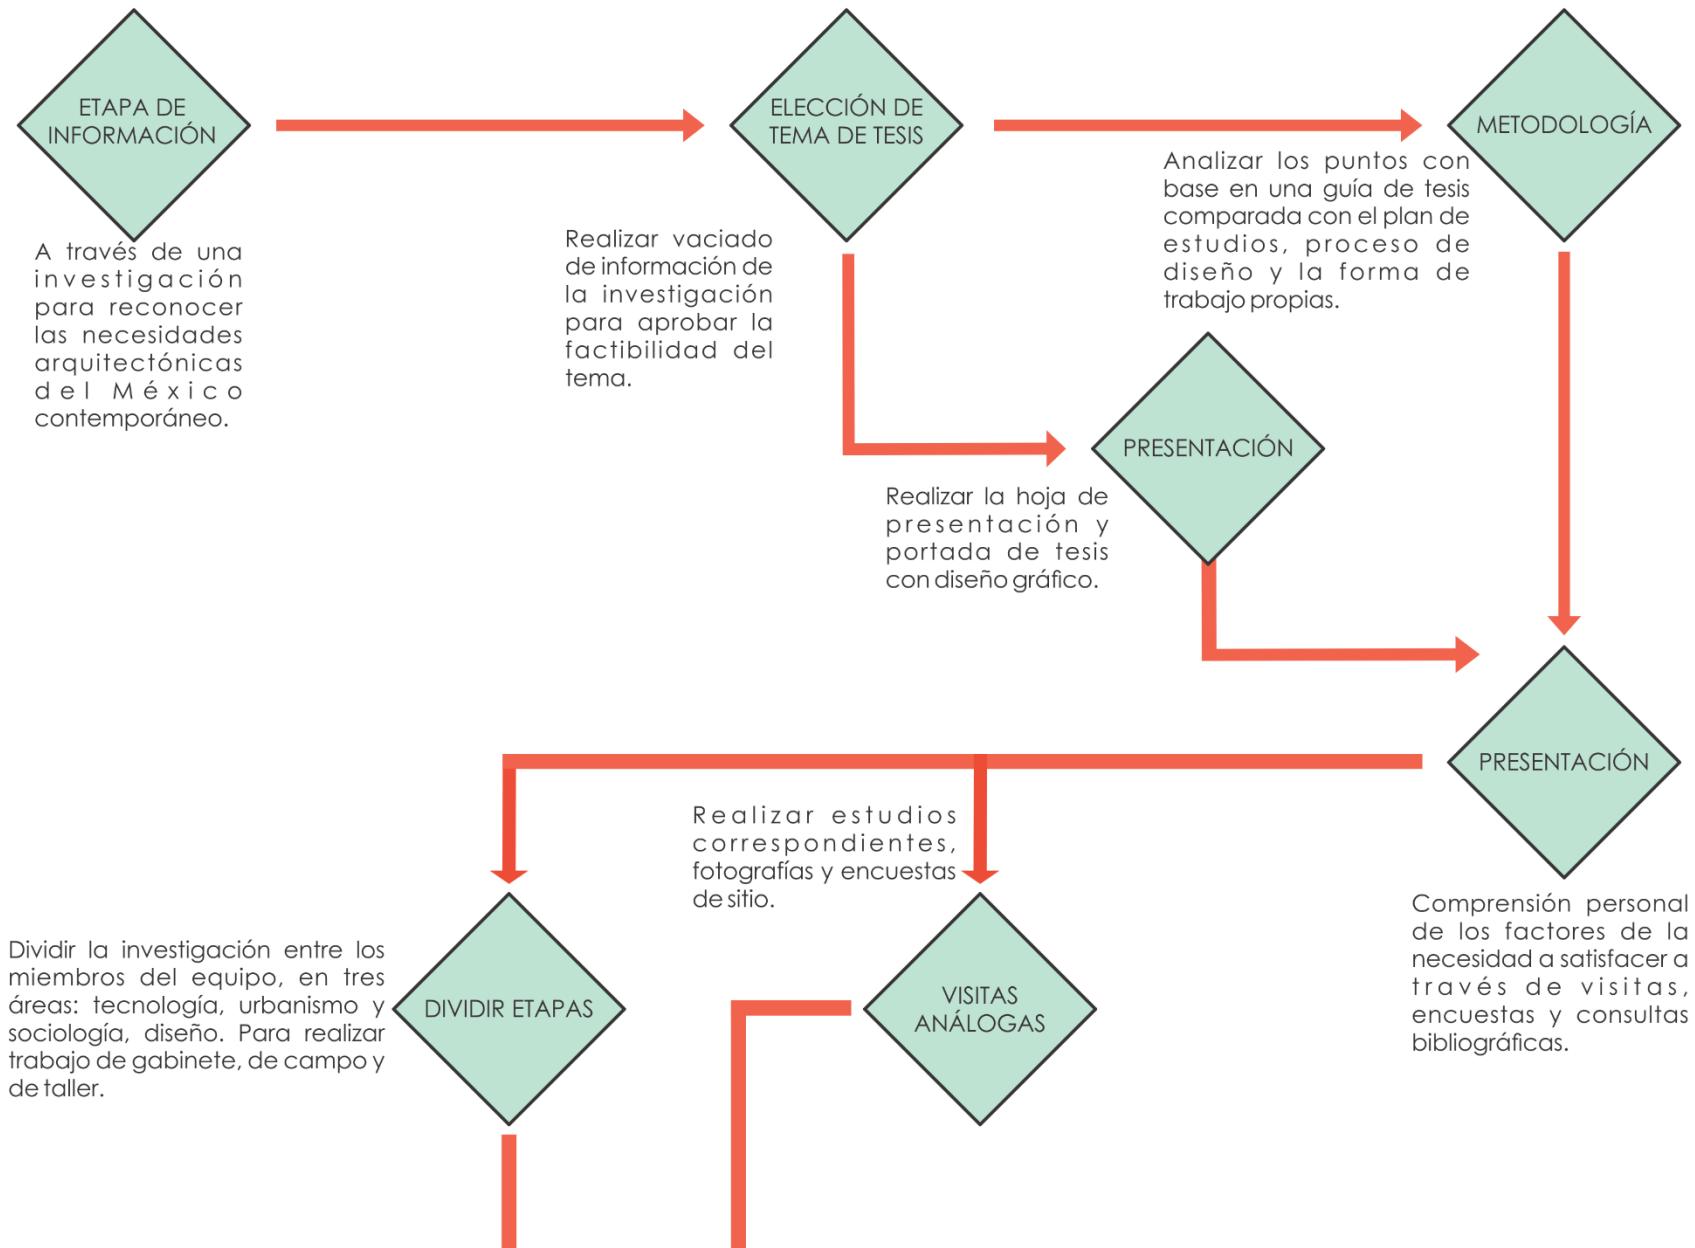 ETAPA DE
INFORMACIÓN
A través de una
investigación
para reconocer
las necesidades
arquitectónicas
del México
contemporáneo.
ELECCIÓN DE
TEMA DE TESIS
Realizar vaciado
de información de
la investigación
para aprobar la
factibilidad del
tema.
METODOLOGÍA
Analizar los puntos con
base en una guía de tesis
comparada con el plan de
estudios, proceso de
diseño y la forma de
trabajo propias.
PRESENTACIÓN
Realizar la hoja de
presentación y
portada de tesis
con diseño gráfico.
PRESENTACIÓN
Comprensión personal
de los factores de la
necesidad a satisfacer a
través de visitas,
encuestas y consultas
bibliográficas.
Realizar estudios
correspondientes,
fotografías y encuestas
de sitio.
VISITAS
ANÁLOGAS
DIVIDIR ETAPAS
Dividir la investigación entre los
miembros del equipo, en tres
áreas: tecnología, urbanismo y
sociología, diseño. Para realizar
trabajo de gabinete, de campo y
de taller.